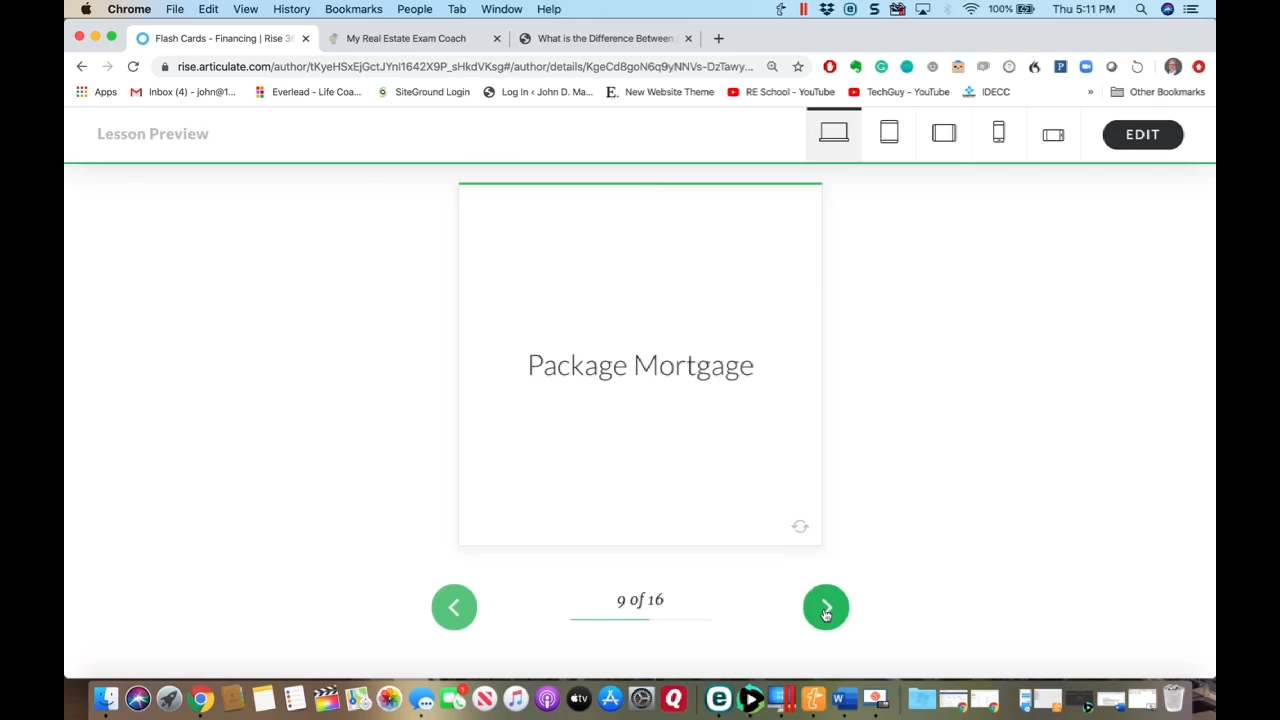 Chrome File Edit View History Bookmarks People Tab Window Help 100% Thu 5:11 PM
Flash Cards - Financing | Rise 36 My Real Estate Exam Coach What is the Difference Between
rise.articulate.com/author/tKyeHSxEjGctJYnl1642X9P_sHkdVKsg#/author/details/KgeCd8goN6q9yNNVs-DzTawy...
Apps Inbox (4) - john@1... Everlead - Life Coa... SiteGround Login Log In ‹ John D. Ma... New Website Theme RE School - YouTube TechGuy - YouTube IDECC » Other Bookmarks
Lesson Preview EDIT
Package Mortgage
9 of 16